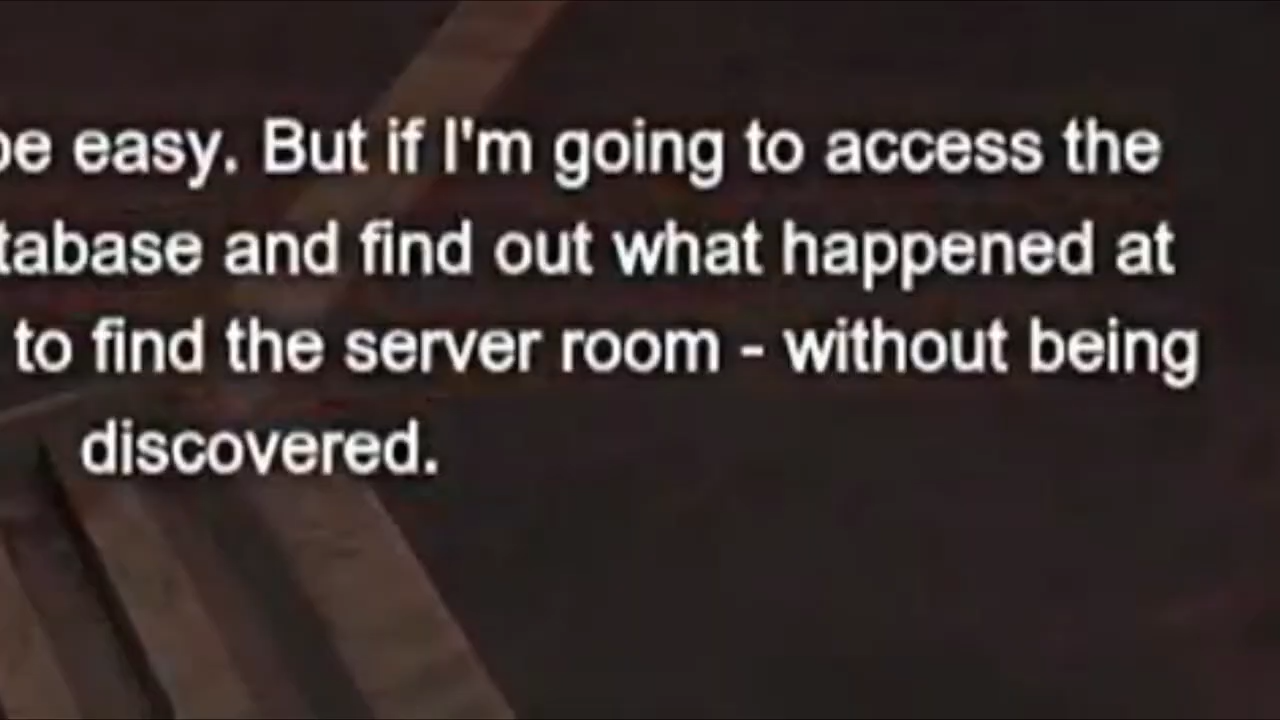 be easy. But if I'm going to access the
tabase and find out what happened at
to find the server room - without being
discovered.